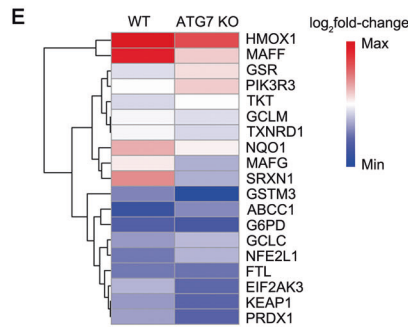 E
WT ATG7 KO
HMOX1
MAFF
GSR
PIK3R3
TKT
GCLM
TXNRD1
NQO1
MAFG
SRXN1
GSTM3
ABCC1
G6PD
GCLC
NFE2L1
FTL
EIF2AK3
KEAP1
PRDX1
log₂fold-change
Max
Min